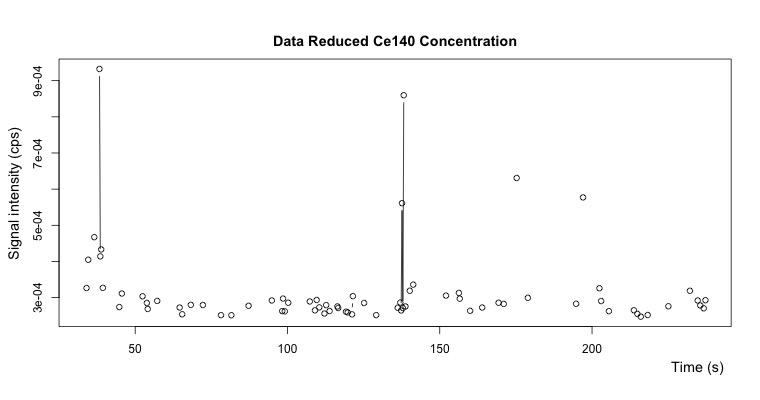 Data Reduced Ce140 Concentration
Signal intensity (cps)
9e-04
7e-04
5e-04
3e-04
50 100 150 200
Time (s)